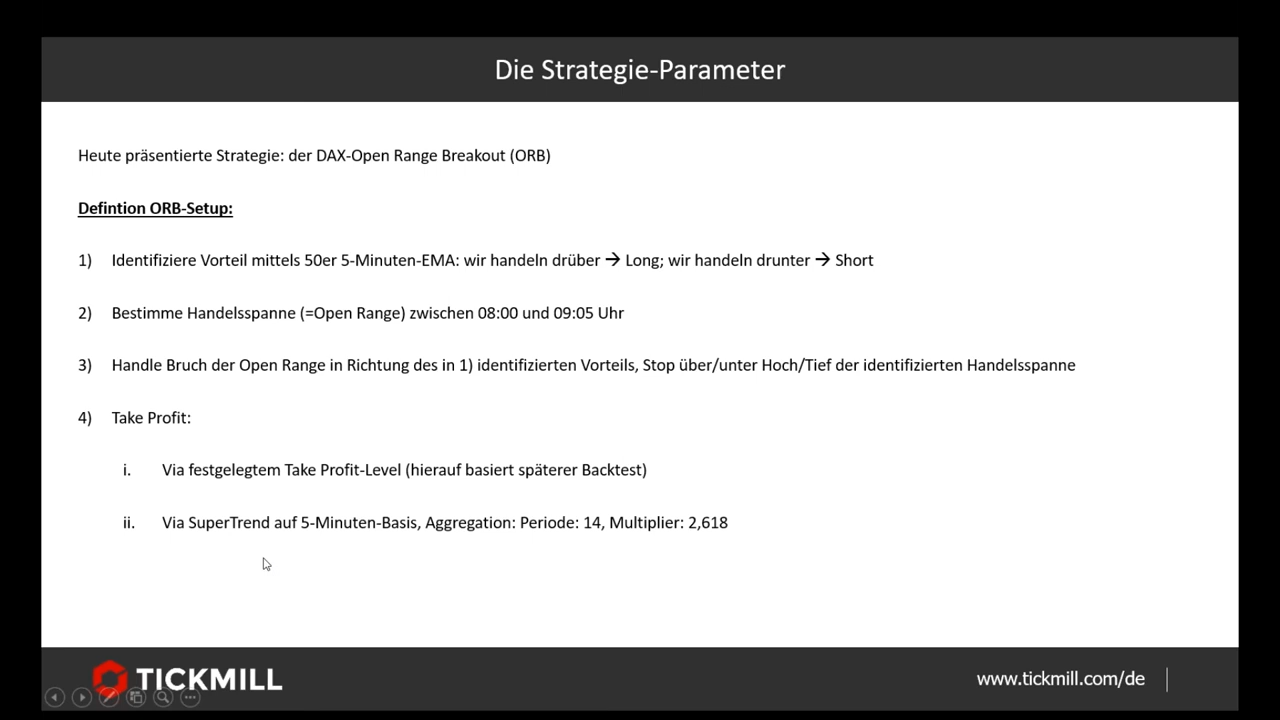 Die Strategie-Parameter
Heute präsentierte Strategie: der DAX-Open Range Breakout (ORB)
Defintion ORB-Setup:
1) Identifiziere Vorteil mittels 50er 5-Minuten-EMA: wir handeln drüber → Long; wir handeln drunter → Short
2) Bestimme Handelsspanne (=Open Range) zwischen 08:00 und 09:05 Uhr
3) Handle Bruch der Open Range in Richtung des in 1) identifizierten Vorteils, Stop über/unter Hoch/Tief der identifizierten Handelsspanne
4) Take Profit:
i. Via festgelegtem Take Profit-Level (hierauf basiert späterer Backtest)
ii. Via SuperTrend auf 5-Minuten-Basis, Aggregation: Periode: 14, Multiplier: 2,618
TICKMILL
www.tickmill.com/de